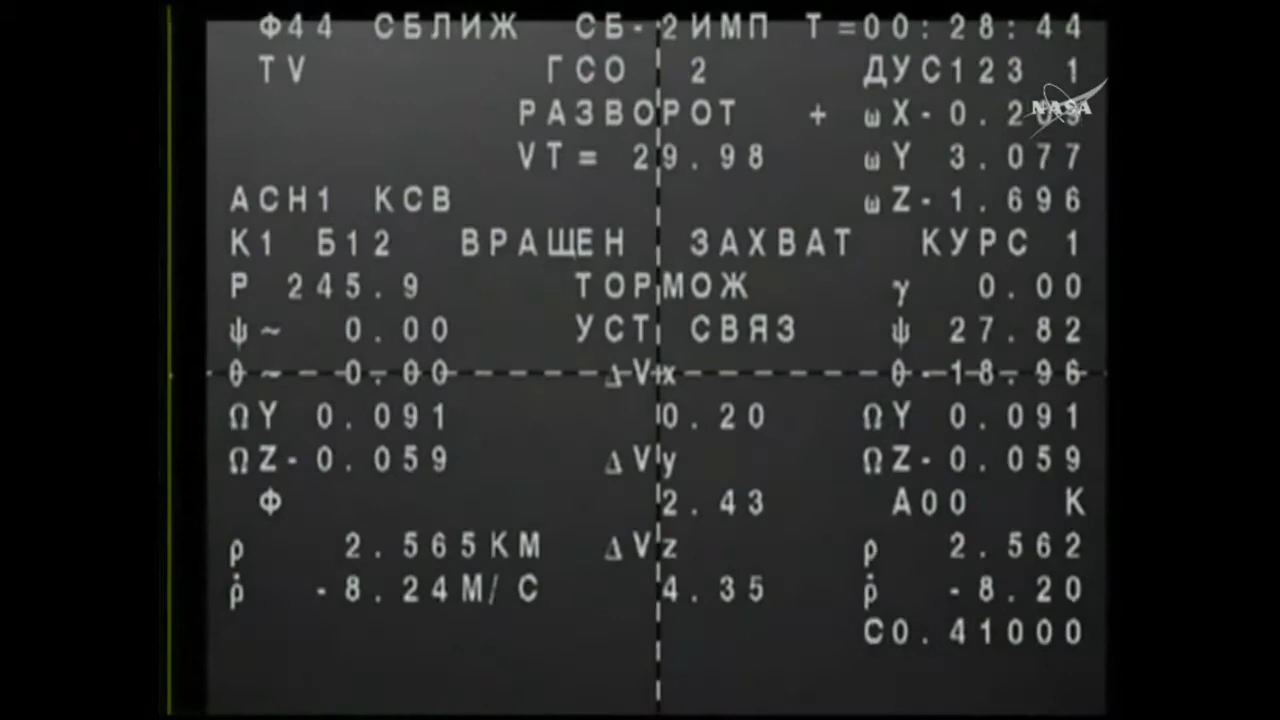 Ф44 СБЛИЖ СБ-2ИМП T=00:28:44
TV ГСО 2 ДУС123 1
NASA
РАЗВОРОТ + ωX-0.203
VT= 29.98 ωY 3.077
АСН1 КСВ ωZ-1.696
К1 Б12 ВРАЩЕН ЗАХВАТ КУРС 1
Р 245.9 ТОРМОЖ γ 0.00
ψ~ 0.00 УСТ СВЯЗ ψ 27.82
θ~ 0.00 ΔVx θ-18.96
ΩY 0.091 0.20 ΩY 0.091
ΩZ-0.059 ΔVy ΩZ-0.059
Ф 2.43 А00 К
ρ 2.565КМ ΔVz ρ 2.562
ρ̇ -8.24М/С 4.35 ρ̇ -8.20
С0.41000